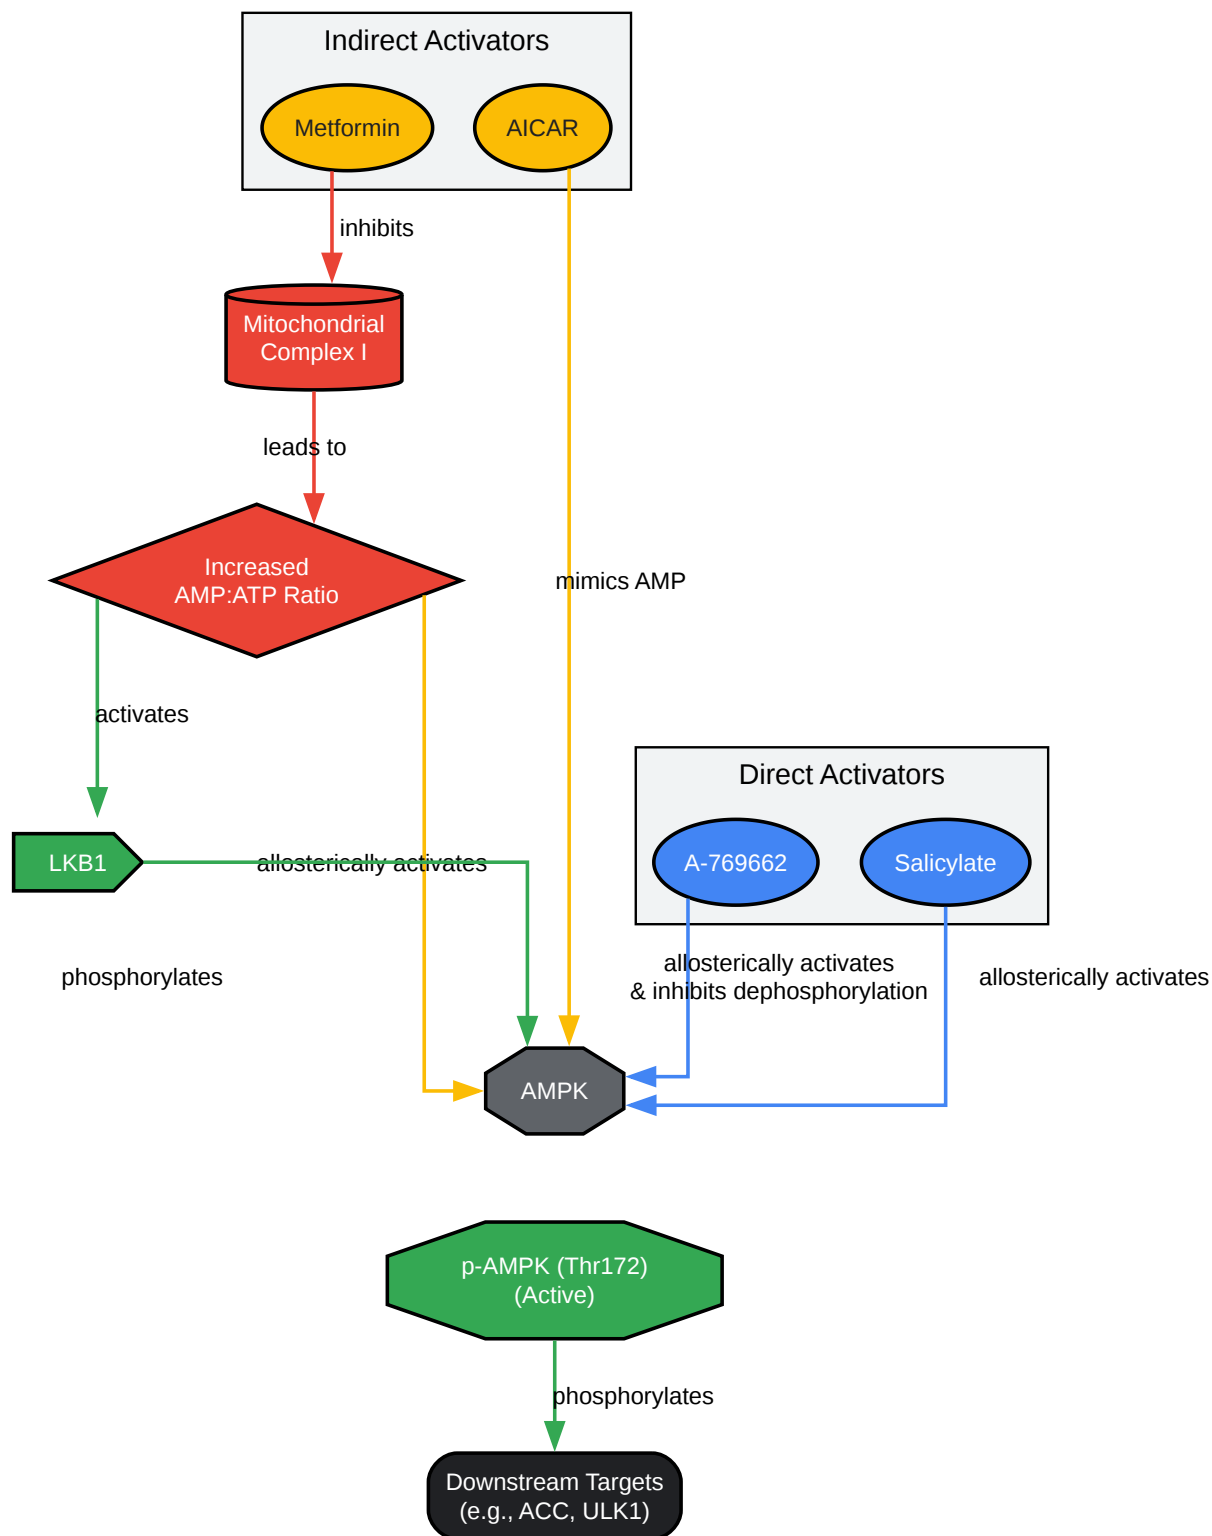 Indirect Activators
Metformin
AICAR
inhibits
Mitochondrial
Complex I
leads to
Increased
AMP:ATP Ratio
mimics AMP
activates
Direct Activators
LKB1
allosterically activates
A-769662
Salicylate
phosphorylates
allosterically activates
& inhibits dephosphorylation
allosterically activates
AMPK
p-AMPK (Thr172)
(Active)
phosphorylates
Downstream Targets
(e.g., ACC, ULK1)